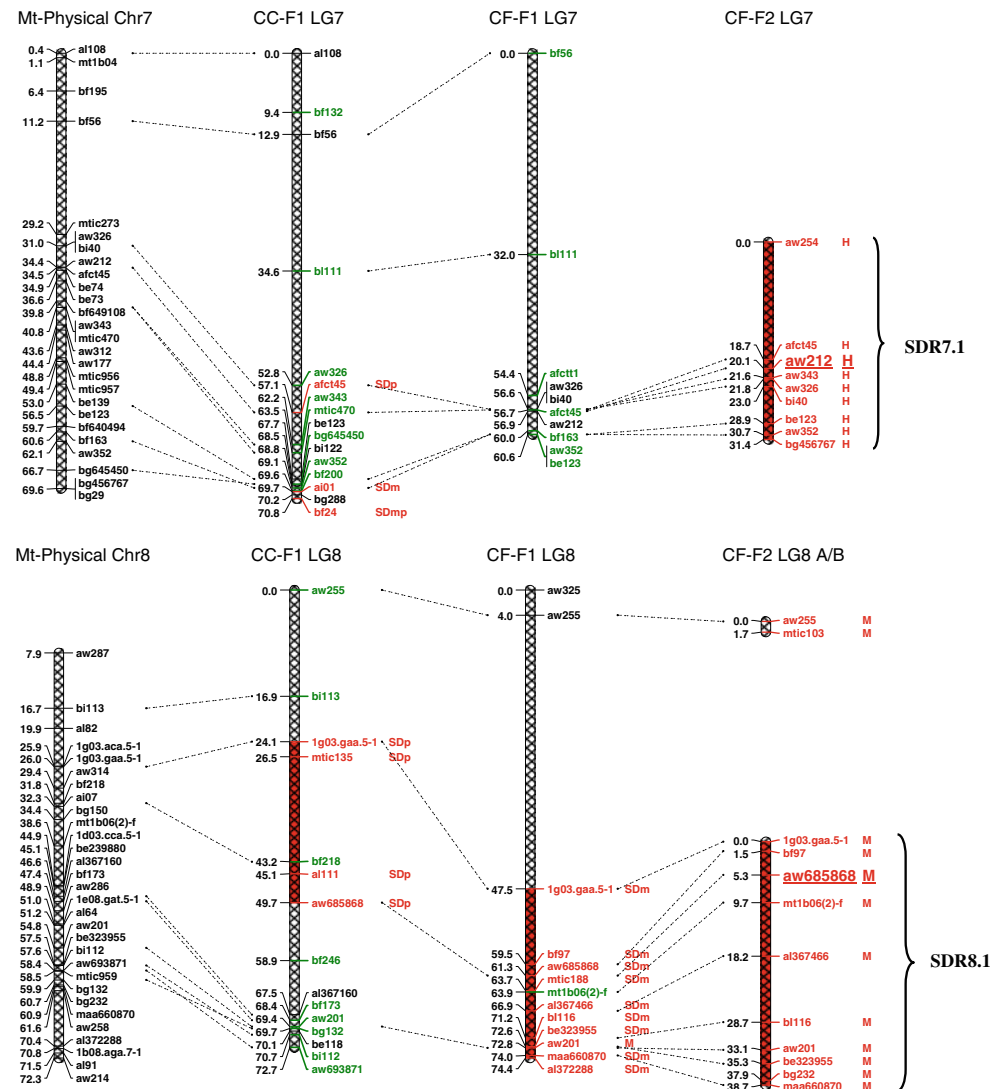 Mt-Physical Chr7
CC-F1 LG7
CF-F1 LG7
CF-F2 LG7
0.4 al108
1.1 mt1b04
6.4 bf195
11.2 bf56
29.2 mtic273
31.0 aw326
bi40
34.4 aw212
34.5 afct45
34.9 be74
36.6 be73
39.8 bf649108
40.8 aw343
mtic470
43.6 aw312
44.4 aw177
48.8 mtic956
49.4 mtic957
53.0 be139
56.5 be123
59.7 bf640494
60.6 bf163
62.1 aw352
66.7 bg645450
69.6 bg456767
bg29
0.0 al108
9.4 bf132
12.9 bf56
34.6 bl111
52.8 aw326
57.1 afct45 SDp
62.2 aw343
63.5 mtic470
67.7 be123
68.5 bg645450
68.8 bi122
69.1 aw352
69.6 bf200
69.7 ai01 SDm
70.2 bg288
70.8 bf24 SDmp
0.0 bf56
32.0 bl111
54.4 afctt1
56.6 aw326
bi40
56.7 afct45
56.9 aw212
60.0 bf163
60.6 aw352
be123
0.0 aw254 H
18.7 afct45 H
20.1 aw212 H
21.6 aw343 H
21.8 aw326 H
23.0 bi40 H
28.9 be123 H
30.7 aw352 H
31.4 bg456767 H
SDR7.1
Mt-Physical Chr8
CC-F1 LG8
CF-F1 LG8
CF-F2 LG8 A/B
7.9 aw287
16.7 bi113
19.9 al82
25.9 1g03.aca.5-1
26.0 1g03.gaa.5-1
29.4 aw314
31.8 bf218
32.3 ai07
34.4 bg150
38.6 mt1b06(2)-f
44.9 1d03.cca.5-1
45.1 be239880
46.6 al367160
47.4 bf173
48.9 aw286
51.0 1e08.gat.5-1
51.2 al64
54.8 aw201
57.5 be323955
57.6 bi112
58.4 aw693871
58.5 mtic959
59.9 bg132
60.7 bg232
60.9 maa660870
61.6 aw258
70.4 al372288
70.8 1b08.aga.7-1
71.5 al91
72.3 aw214
0.0 aw255
16.9 bi113
24.1 1g03.gaa.5-1 SDp
26.5 mtic135 SDp
43.2 bf218
45.1 al111 SDp
49.7 aw685868 SDp
58.9 bf246
67.5 al367160
68.4 bf173
69.4 aw201
69.7 bg132
70.1 be118
70.7 bi112
72.7 aw693871
0.0 aw325
4.0 aw255
47.5 1g03.gaa.5-1 SDm
59.5 bf97 SDm
61.3 aw685868 SDm
63.7 mtic188 SDm
63.9 mt1b06(2)-f
66.9 al367466 SDm
71.2 bl116 SDm
72.6 be323955 SDm
72.8 aw201 M
74.0 maa660870 SDm
74.4 al372288 SDm
0.0 aw255 M
1.7 mtic103 M
0.0 1g03.gaa.5-1 M
1.5 bf97 M
5.3 aw685868 M
9.7 mt1b06(2)-f M
18.2 al367466 M
28.7 bl116 M
33.1 aw201 M
35.3 be323955 M
37.9 bg232 M
38.7 maa660870 M
SDR8.1